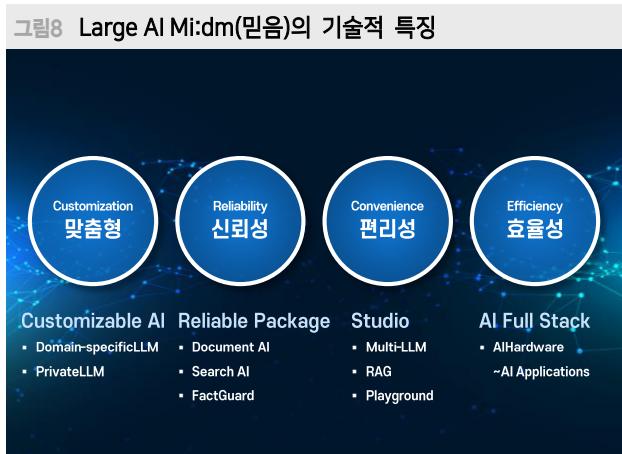 그림8 Large AI Mi:dm(믿음)의 기술적 특징
Customization
맞춤형
Reliability
신뢰성
Convenience
편리성
Efficiency
효율성
Customizable AI
▪ Domain-specificLLM
▪ PrivateLLM
Reliable Package
▪ Document AI
▪ Search AI
▪ FactGuard
Studio
▪ Multi-LLM
▪ RAG
▪ Playground
AI Full Stack
▪ AIHardware
~AI Applications